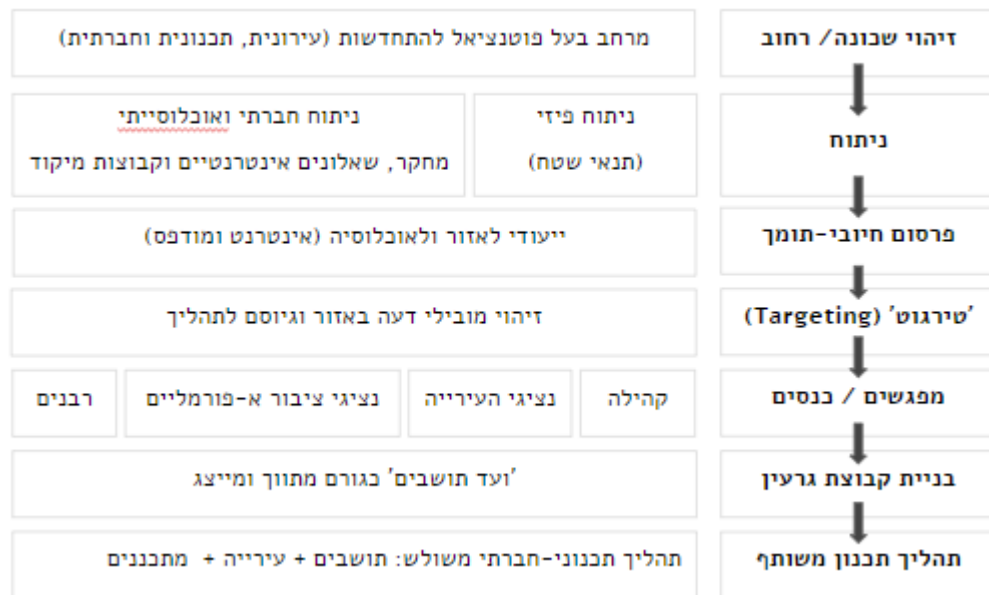 זיהוי שכונה/ רחוב
מרחב בעל פוטנציאל להתחדשות (עירונית, תכנונית וחברתית)
ניתוח
ניתוח פיזי
(תנאי שטח)
ניתוח חברתי ואוכלוסייתי
מחקר, שאלונים אינטרנטיים וקבוצות מיקוד
פרסום חיובי-תומך
ייעודי לאזור ולאוכלוסיה (אינטרנט ומודפס)
'טירגוט' (Targeting)
זיהוי מובילי דעה באזור וגיוסם לתהליך
מפגשים / כנסים
קהילה
נציגי העירייה
נציגי ציבור א-פורמליים
רבנים
בניית קבוצת גרעין
'ועד תושבים' כגורם מתווך ומייצג
תהליך תכנון משותף
תהליך תכנוני-חברתי משולש: תושבים + עירייה + מתכננים